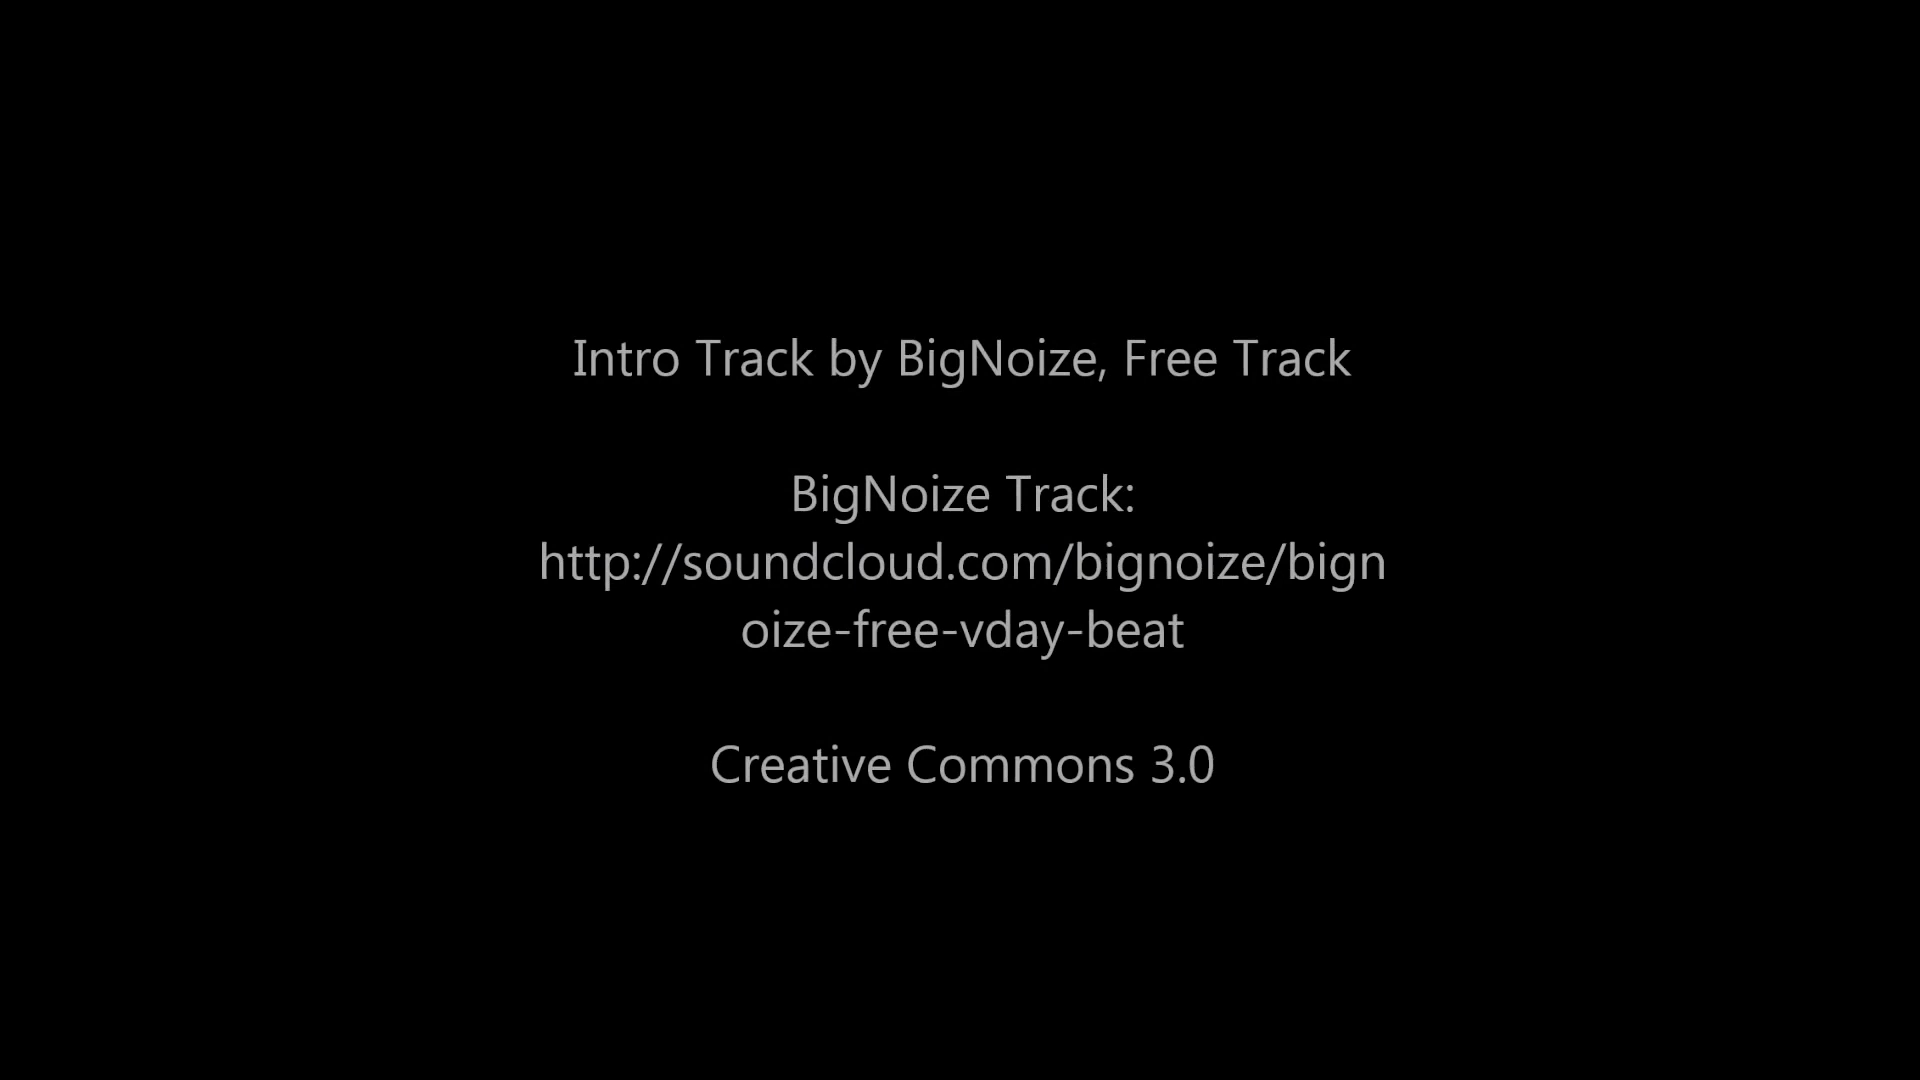 Intro Track by BigNoize, Free Track
BigNoize Track:
http://soundcloud.com/bignoize/bign
oize-free-vday-beat
Creative Commons 3.0